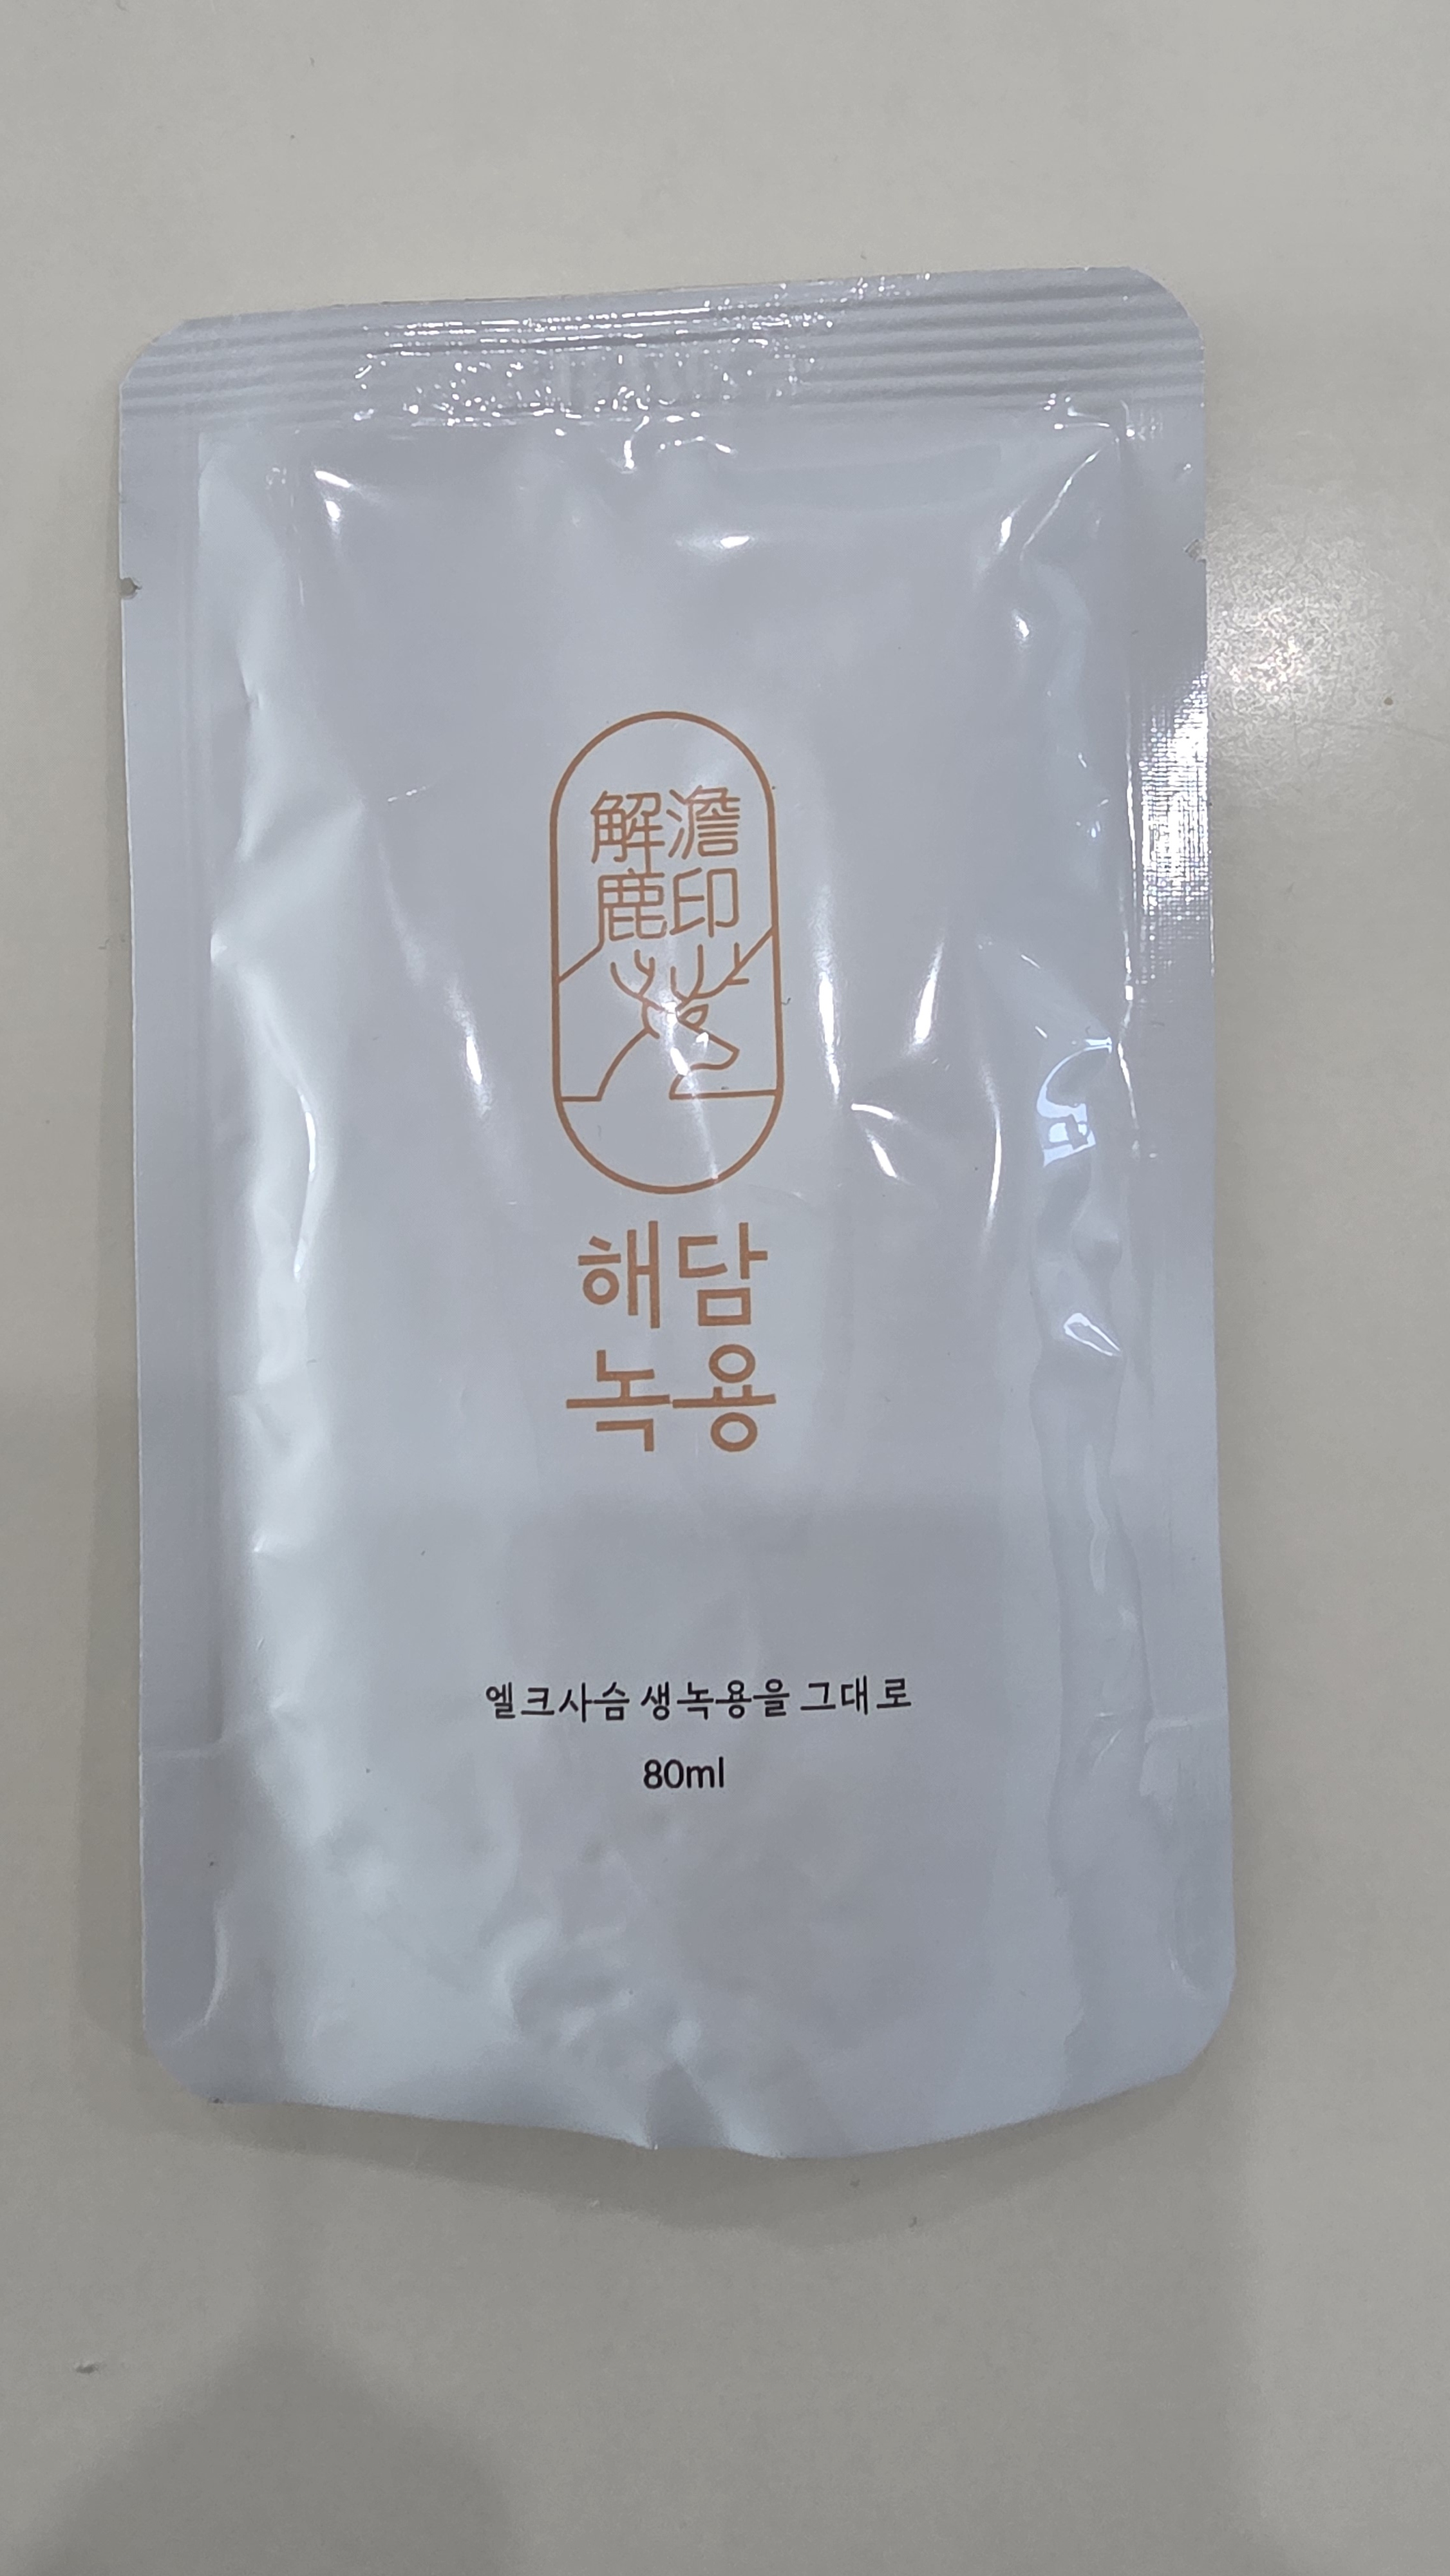 解澹
鹿印
해담
녹용
엘크사슴 생녹용을 그대로
80ml